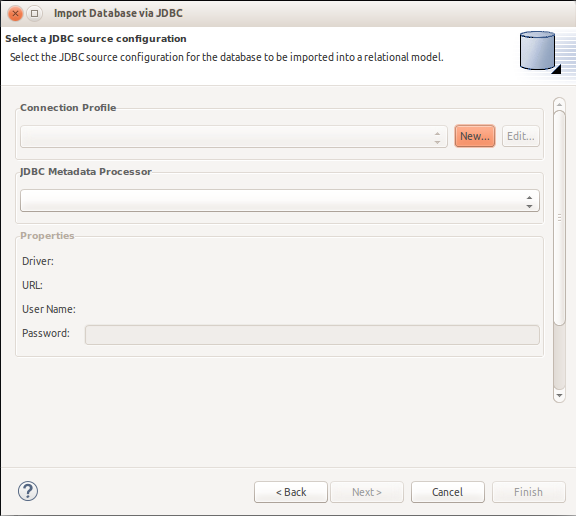 Import Database via JDBC
Select a JDBC source configuration
Select the JDBC source configuration for the database to be imported into a relational model.
Connection Profile
New... Edit...
JDBC Metadata Processor
Properties
Driver:
URL:
User Name:
Password:
? < Back Next > Cancel Finish